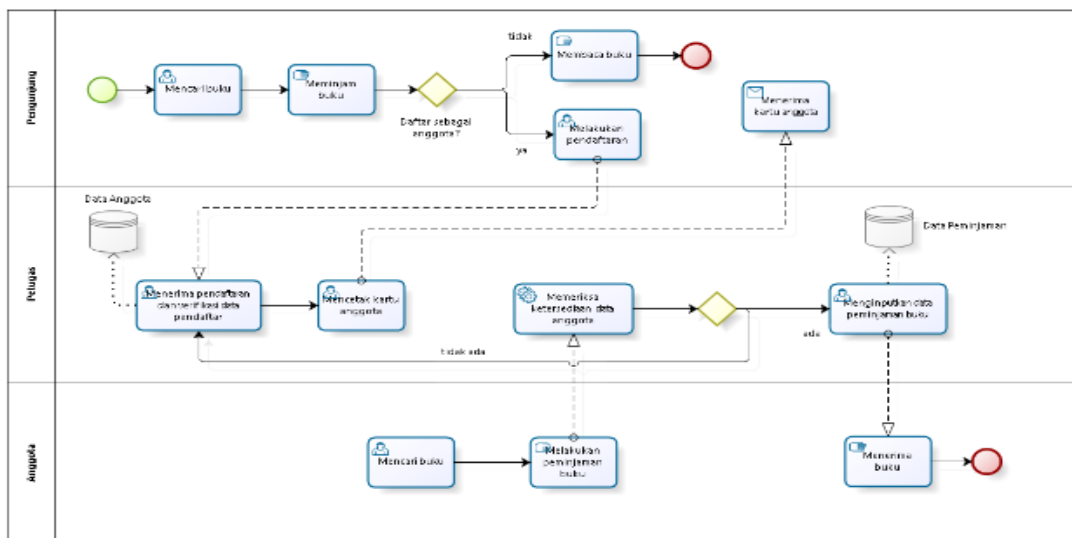 Pengunjung
Mencari buku
Meminjam
buku
Daftar sebagai
anggota?
tidak
Membaca buku
ya
Melakukan
pendaftaran
Menerima
kartu anggota
Petugas
Data Anggota
Menerima pendaftaran
dan verifikasi data
pendaftar
Mencetak kartu
anggota
Memeriksa
ketersediaan data
anggota
tidak ada
ada
Menginputkan data
peminjaman buku
Data Peminjaman
Anggota
Mencari buku
Melakukan
peminjaman
buku
Menerima
buku